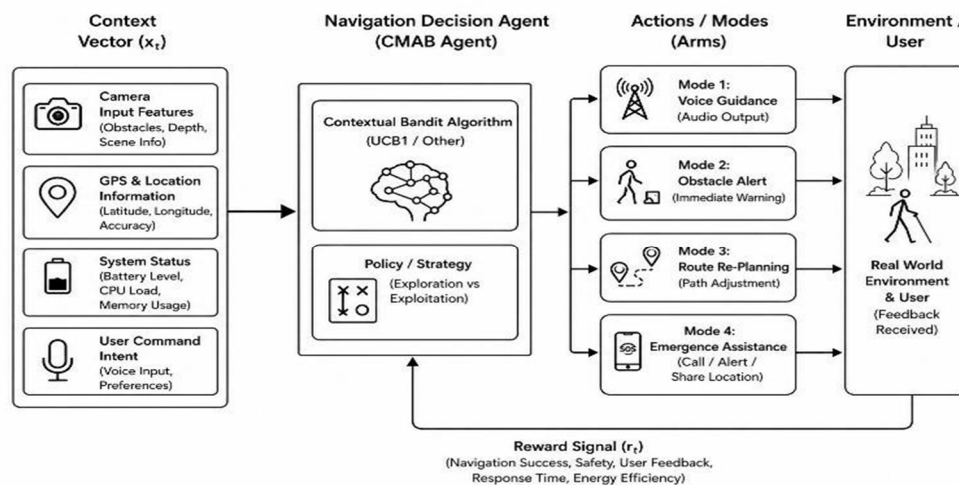 Context
Vector (xₜ)
Camera
Input Features
(Obstacles, Depth,
Scene Info)
GPS & Location
Information
(Latitude, Longitude,
Accuracy)
System Status
(Battery Level,
CPU Load,
Memory Usage)
User Command
Intent
(Voice Input,
Preferences)
Navigation Decision Agent
(CMAB Agent)
Contextual Bandit Algorithm
(UCB1 / Other)
Policy / Strategy
(Exploration vs
Exploitation)
Actions / Modes
(Arms)
Mode 1:
Voice Guidance
(Audio Output)
Mode 2:
Obstacle Alert
(Immediate Warning)
Mode 3:
Route Re-Planning
(Path Adjustment)
SOS
Mode 4:
Emergence Assistance
(Call / Alert /
Share Location)
Environment /
User
Real World
Environment
& User
(Feedback
Received)
Reward Signal (rₜ)
(Navigation Success, Safety, User Feedback,
Response Time, Energy Efficiency)